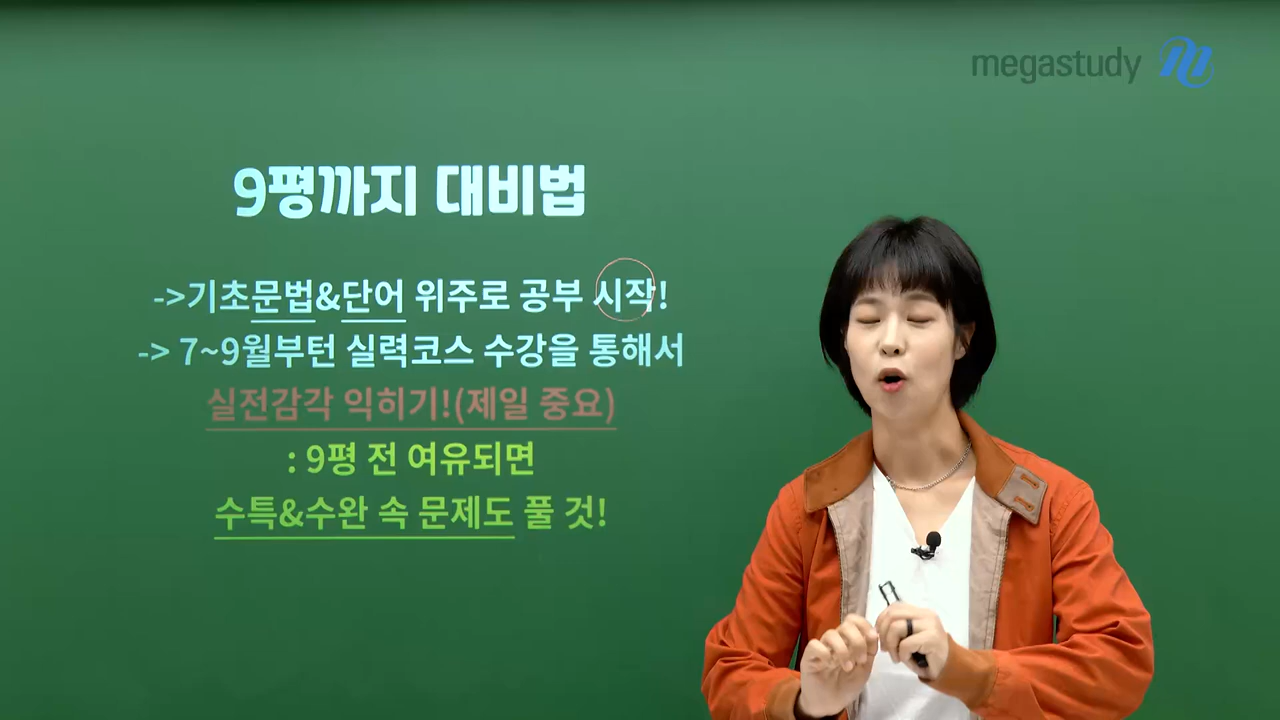 megastudy
9평까지 대비법
->기초문법&단어 위주로 공부 시작!
-> 7~9월부턴 실력코스 수강을 통해서
실전감각 익히기!(제일 중요)
: 9평 전 여유되면
수특&수완 속 문제도 풀 것!